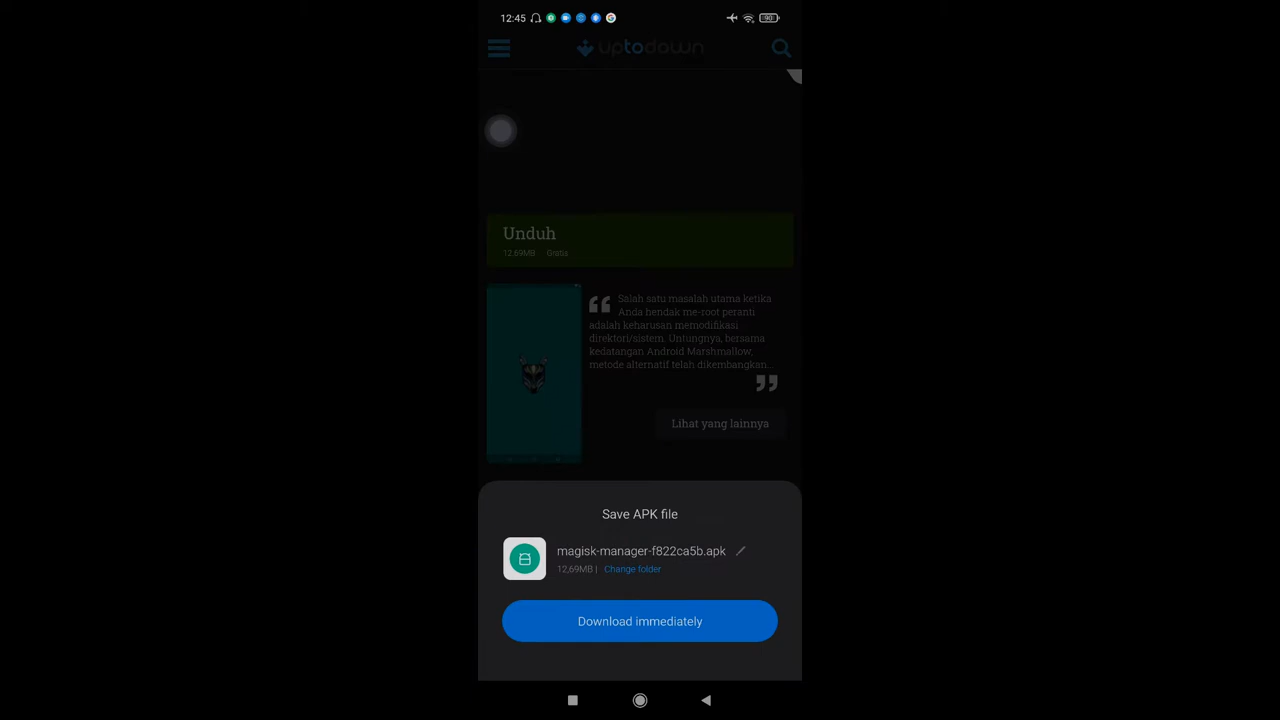 12:45
90
uptodown
Unduh
12.69MB Gratis
Salah satu masalah utama ketika
Anda hendak me-root peranti
adalah keharusan memodifikasi
direktori/sistem. Untungnya, bersama
kedatangan Android Marshmallow,
metode alternatif telah dikembangkan...
Lihat yang lainnya
Save APK file
magisk-manager-f822ca5b.apk
12,69MB | Change folder
Download immediately